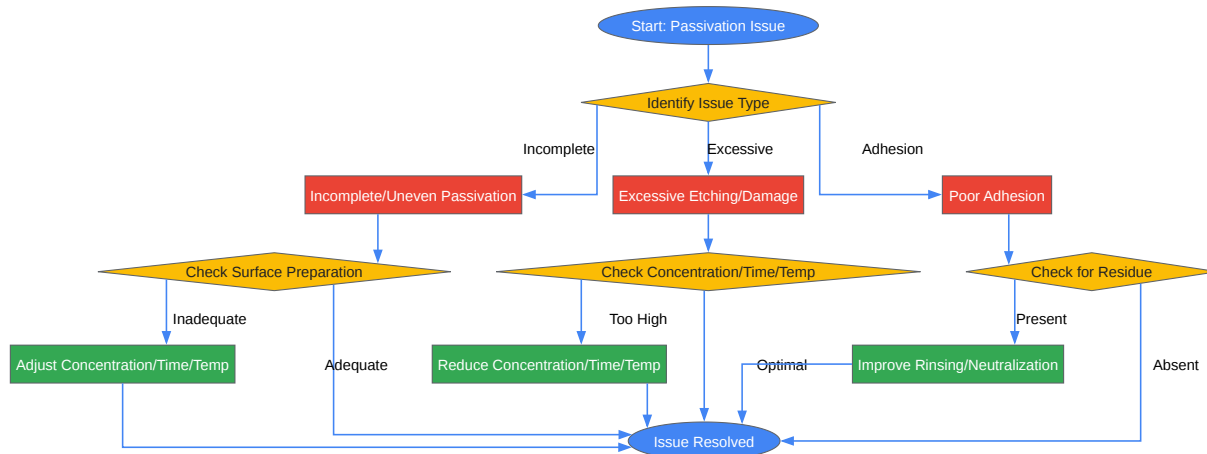 Start: Passivation Issue
Identify Issue Type
Incomplete
Excessive
Adhesion
Incomplete/Uneven Passivation
Excessive Etching/Damage
Poor Adhesion
Check Surface Preparation
Check Concentration/Time/Temp
Check for Residue
Inadequate
Too High
Present
Adjust Concentration/Time/Temp
Adequate
Reduce Concentration/Time/Temp
Optimal
Improve Rinsing/Neutralization
Absent
Issue Resolved